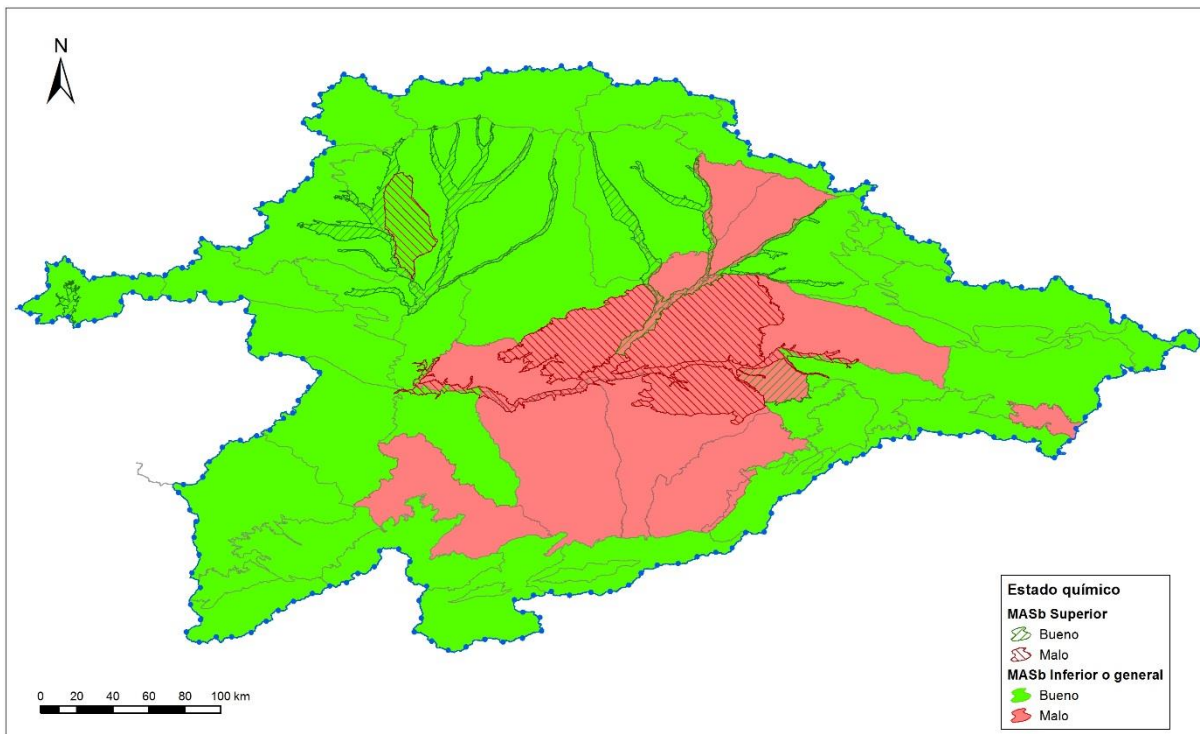 N
0 20 40 60 80 100 km
Estado químico
MASb Superior
Bueno
Malo
MASb Inferior o general
Bueno
Malo